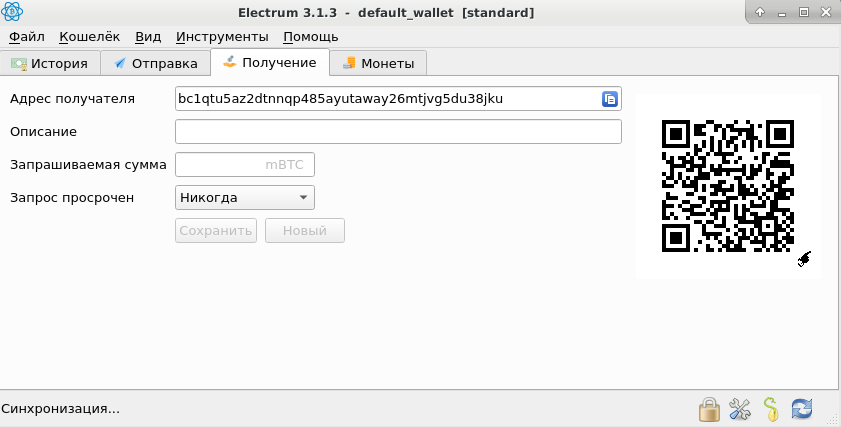 Electrum 3.1.3 - default_wallet [standard]
Файл Кошелёк Вид Инструменты Помощь
История Отправка Получение Монеты
Адрес получателя bc1qtu5az2dtnnqp485ayutaway26mtjvg5du38jku
Описание
Запрашиваемая сумма mBTC
Запрос просрочен Никогда
Сохранить Новый
Синхронизация...